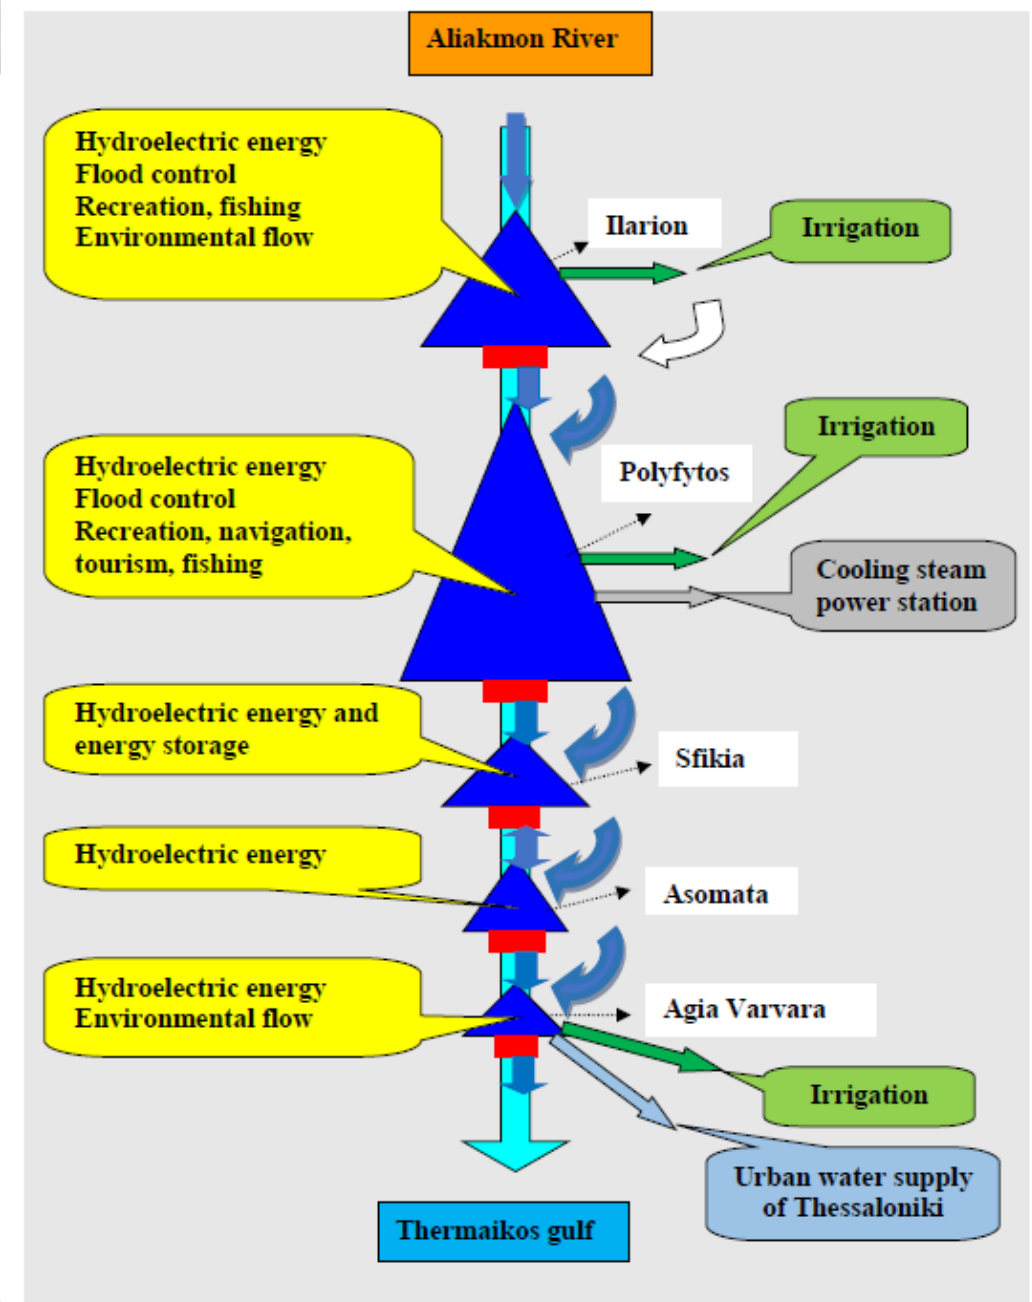 Aliakmon River
Hydroelectric energy
Flood control
Recreation, fishing
Environmental flow
Ilarion
Irrigation
Hydroelectric energy
Flood control
Recreation, navigation,
tourism, fishing
Polyfytos
Irrigation
Cooling steam
power station
Hydroelectric energy and
energy storage
Sfikia
Hydroelectric energy
Asomata
Hydroelectric energy
Environmental flow
Agia Varvara
Irrigation
Urban water supply
of Thessaloniki
Thermaikos gulf